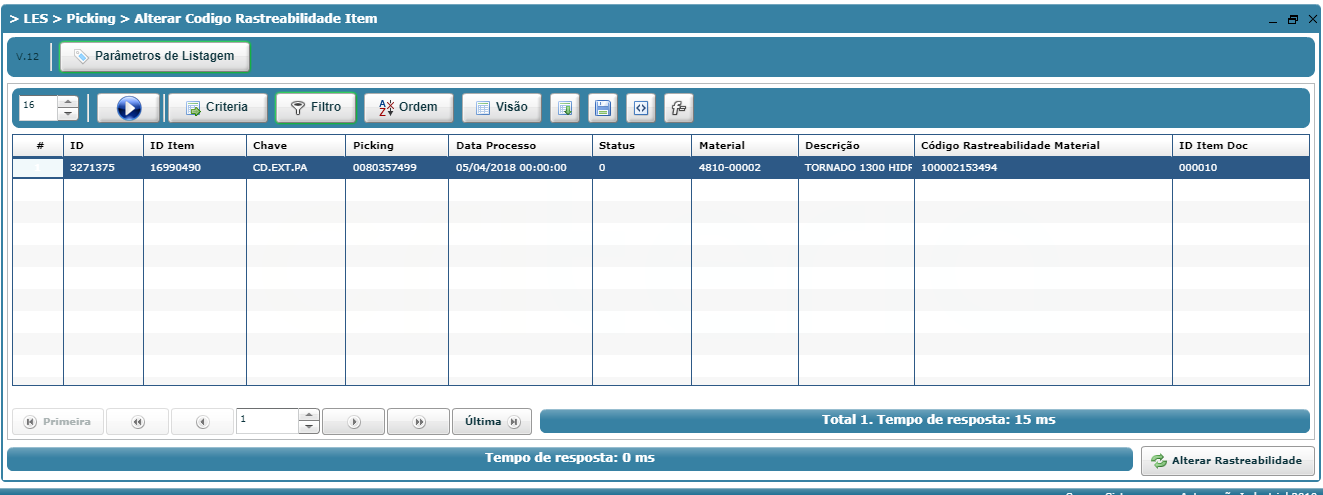 > LES > Picking > Alterar Codigo Rastreabilidade Item
V.12 Parâmetros de Listagem
16 Criteria Filtro Ordem Visão
# ID ID Item Chave Picking Data Processo Status Material Descrição Código Rastreabilidade Material ID Item Doc
1 3271375 16990490 CD.EXT.PA 0080357499 05/04/2018 00:00:00 0 4810-00002 TORNADO 1300 HIDR 100002153494 000010
Primeira 1 Última Total 1. Tempo de resposta: 15 ms
Tempo de resposta: 0 ms Alterar Rastreabilidade